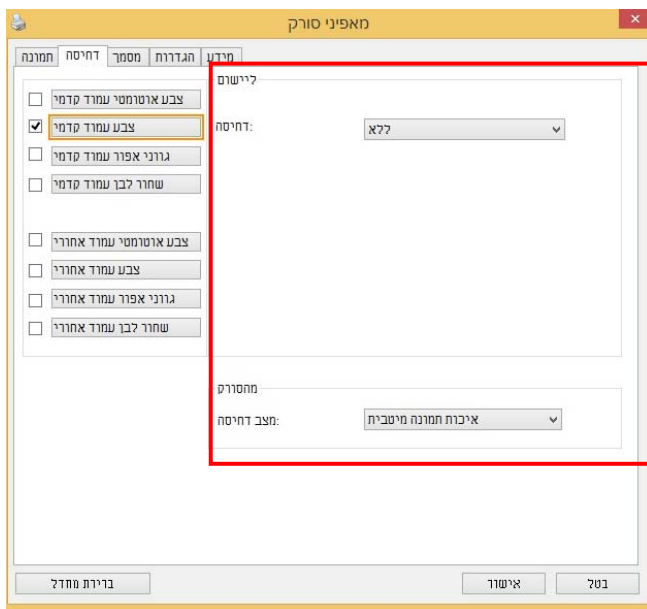 מאפיני סורק
תמונה דחיסה מסמך הגדרות מידע
צבע אוטומטי עמוד קדמי
צבע עמוד קדמי
גווני אפור עמוד קדמי
שחור לבן עמוד קדמי
צבע אוטומטי עמוד אחורי
צבע עמוד אחורי
גווני אפור עמוד אחורי
שחור לבן עמוד אחורי
ליישום
דחיסה:
ללא
מהסורק
מצב דחיסה:
איכות תמונה מיטבית
ברירת מחדל
אישור
בטל